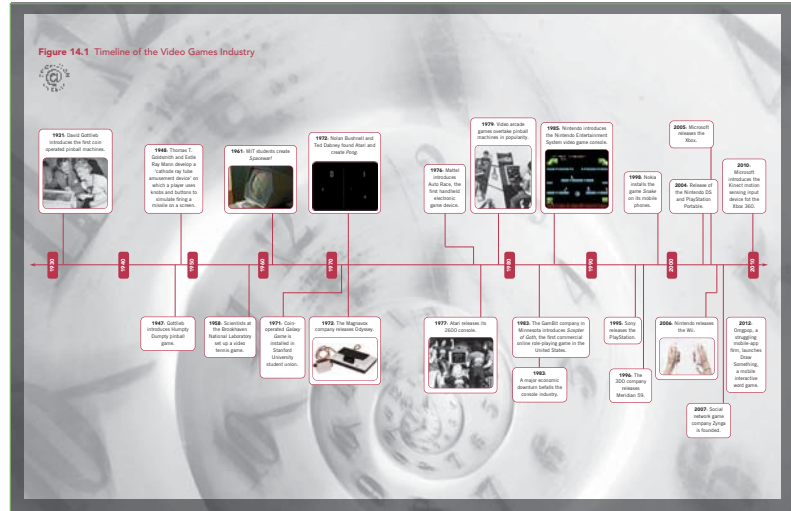 Figure 14.1 Timeline of the Video Games Industry
1931: David Gottlieb
introduces the first coin
operated pinball machines.
1948: Thomas T.
Goldsmith and Estle
Ray Mann develop a
'cathode ray tube
amusement device' on
which a player uses
knobs and buttons to
simulate firing a
missile on a screen.
1961: MIT students create
Spacewar!
1972: Nolan Bushnell and
Ted Dabney found Atari and
create Pong.
1976: Mattel
introduces
Auto Race, the
first handheld
electronic
game device.
1979: Video arcade
games overtake pinball
machines in popularity.
1985: Nintendo introduces
the Nintendo Entertainment
System video game console.
1998: Nokia
installs the
game Snake
on its mobile
phones.
2005: Microsoft
releases the
Xbox.
2004: Release of
the Nintendo DS
and PlayStation
Portable.
2010:
Microsoft
introduces the
Kinect motion
sensing input
device fot the
Xbox 360.
1930
1940
1950
1960
1970
1980
1990
2000
2010
1947: Gottlieb
introduces Humpty
Dumpty pinball
game.
1958: Scientists at
the Brookhaven
National Laboratory
set up a video
tennis game.
1971: Coin-
operated Galaxy
Game is
installed in
Stanford
University
student union.
1972: The Magnavox
company releases Odyssey.
1977: Atari releases its
2600 console.
1983: The GamBit company in
Minnesota introduces Scepter
of Goth, the first commercial
online role-playing game in the
United States.
1983:
A major economic
downturn befalls the
console industry.
1995: Sony
releases the
PlayStation.
1996: The
3DO company
releases
Meridian 59.
2006: Nintendo releases
the Wii.
2007: Social
network game
company Zynga
is founded.
2012:
Omgpop, a
struggling
mobile-app
firm, launches
Draw
Something,
a mobile
interactive
word game.